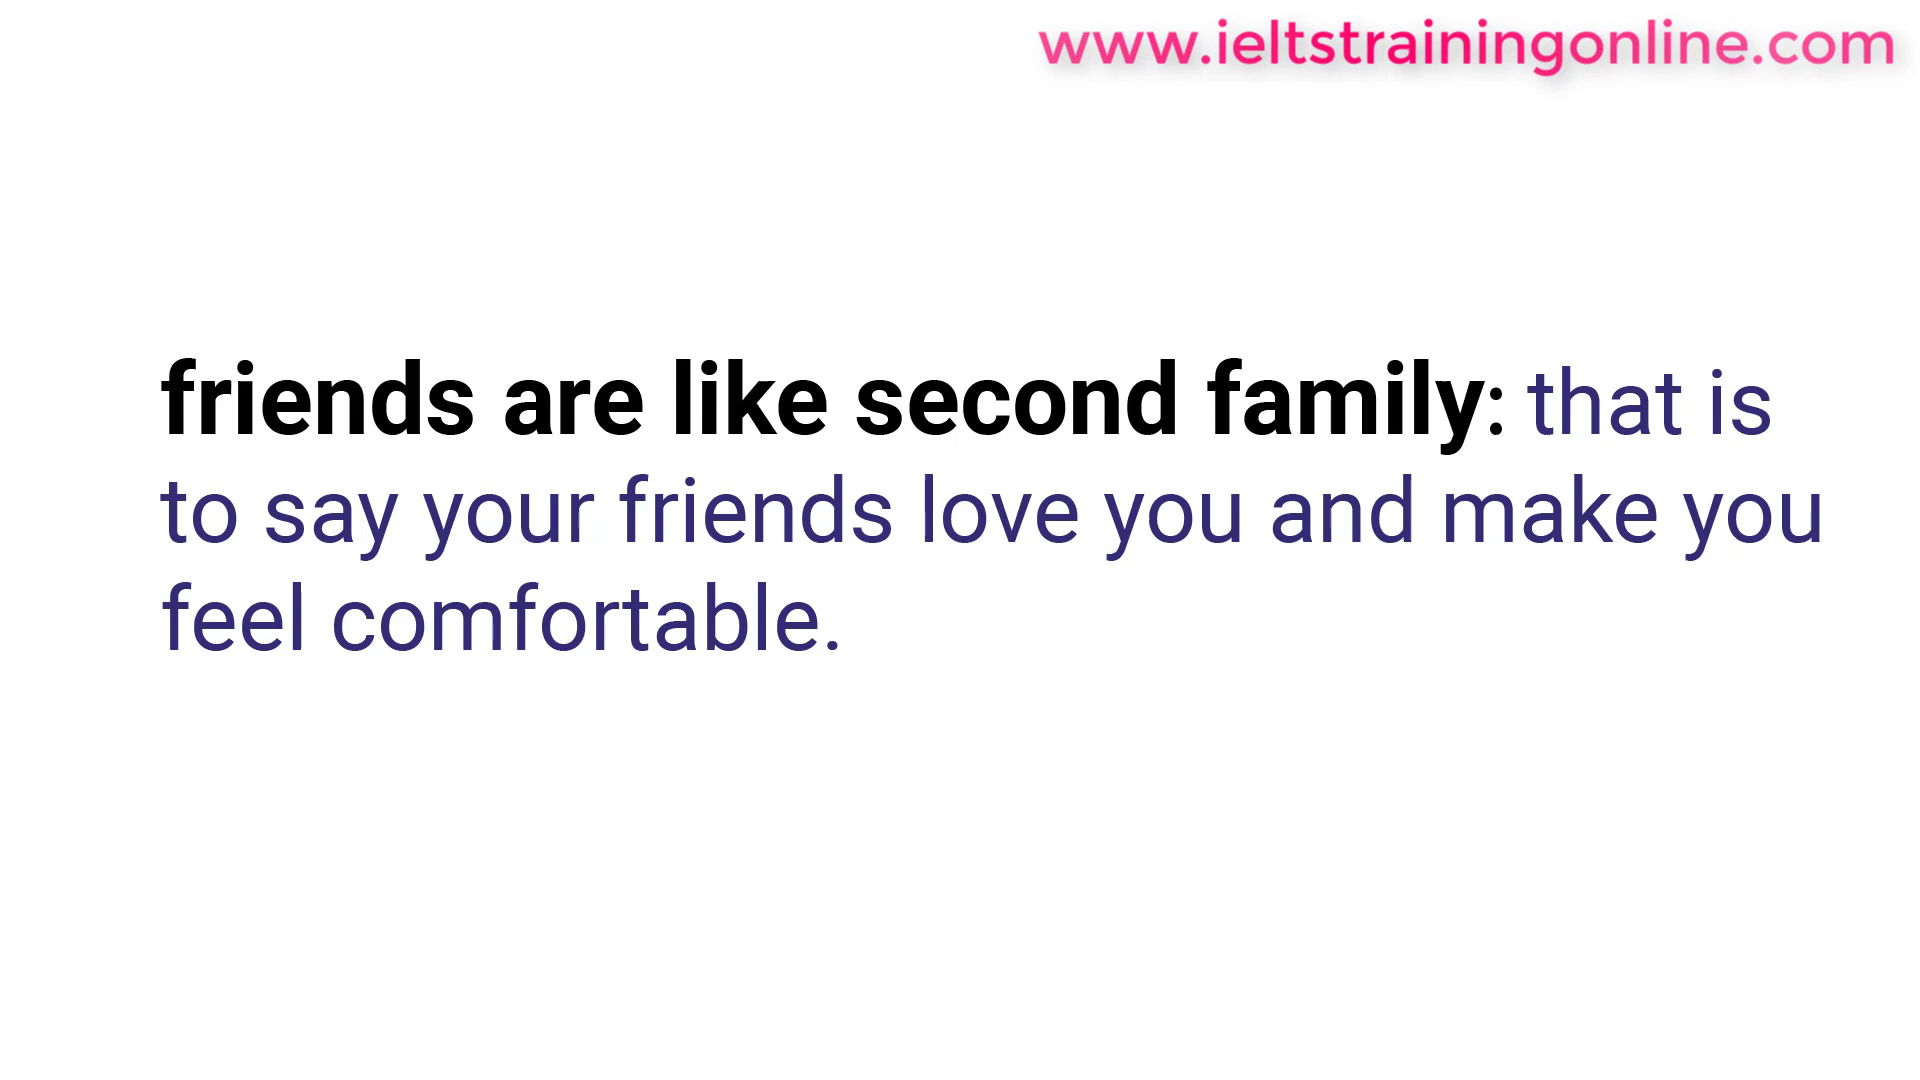 www.ieltstrainingonline.com
friends are like second family: that is
to say your friends love you and make you
feel comfortable.